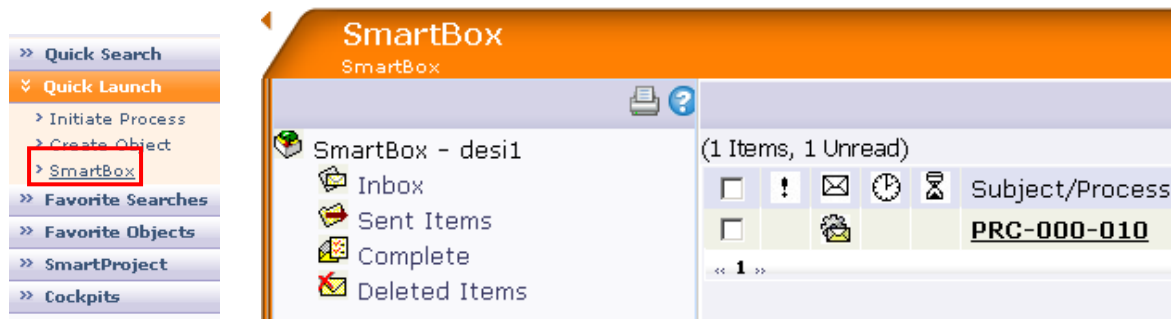 » Quick Search
Quick Launch
> Initiate Process
> Create Object
> SmartBox
» Favorite Searches
» Favorite Objects
» SmartProject
» Cockpits
SmartBox
SmartBox
SmartBox - desi1
Inbox
Sent Items
Complete
Deleted Items
(1 Items, 1 Unread)
! Subject/Process
PRC-000-010
« 1 »